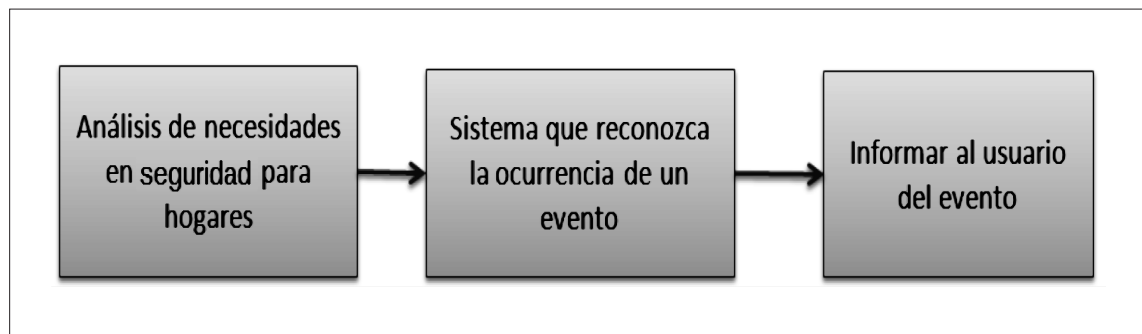 Análisis de necesidades
en seguridad para
hogares
Sistema que reconozca
la ocurrencia de un
evento
Informar al usuario
del evento